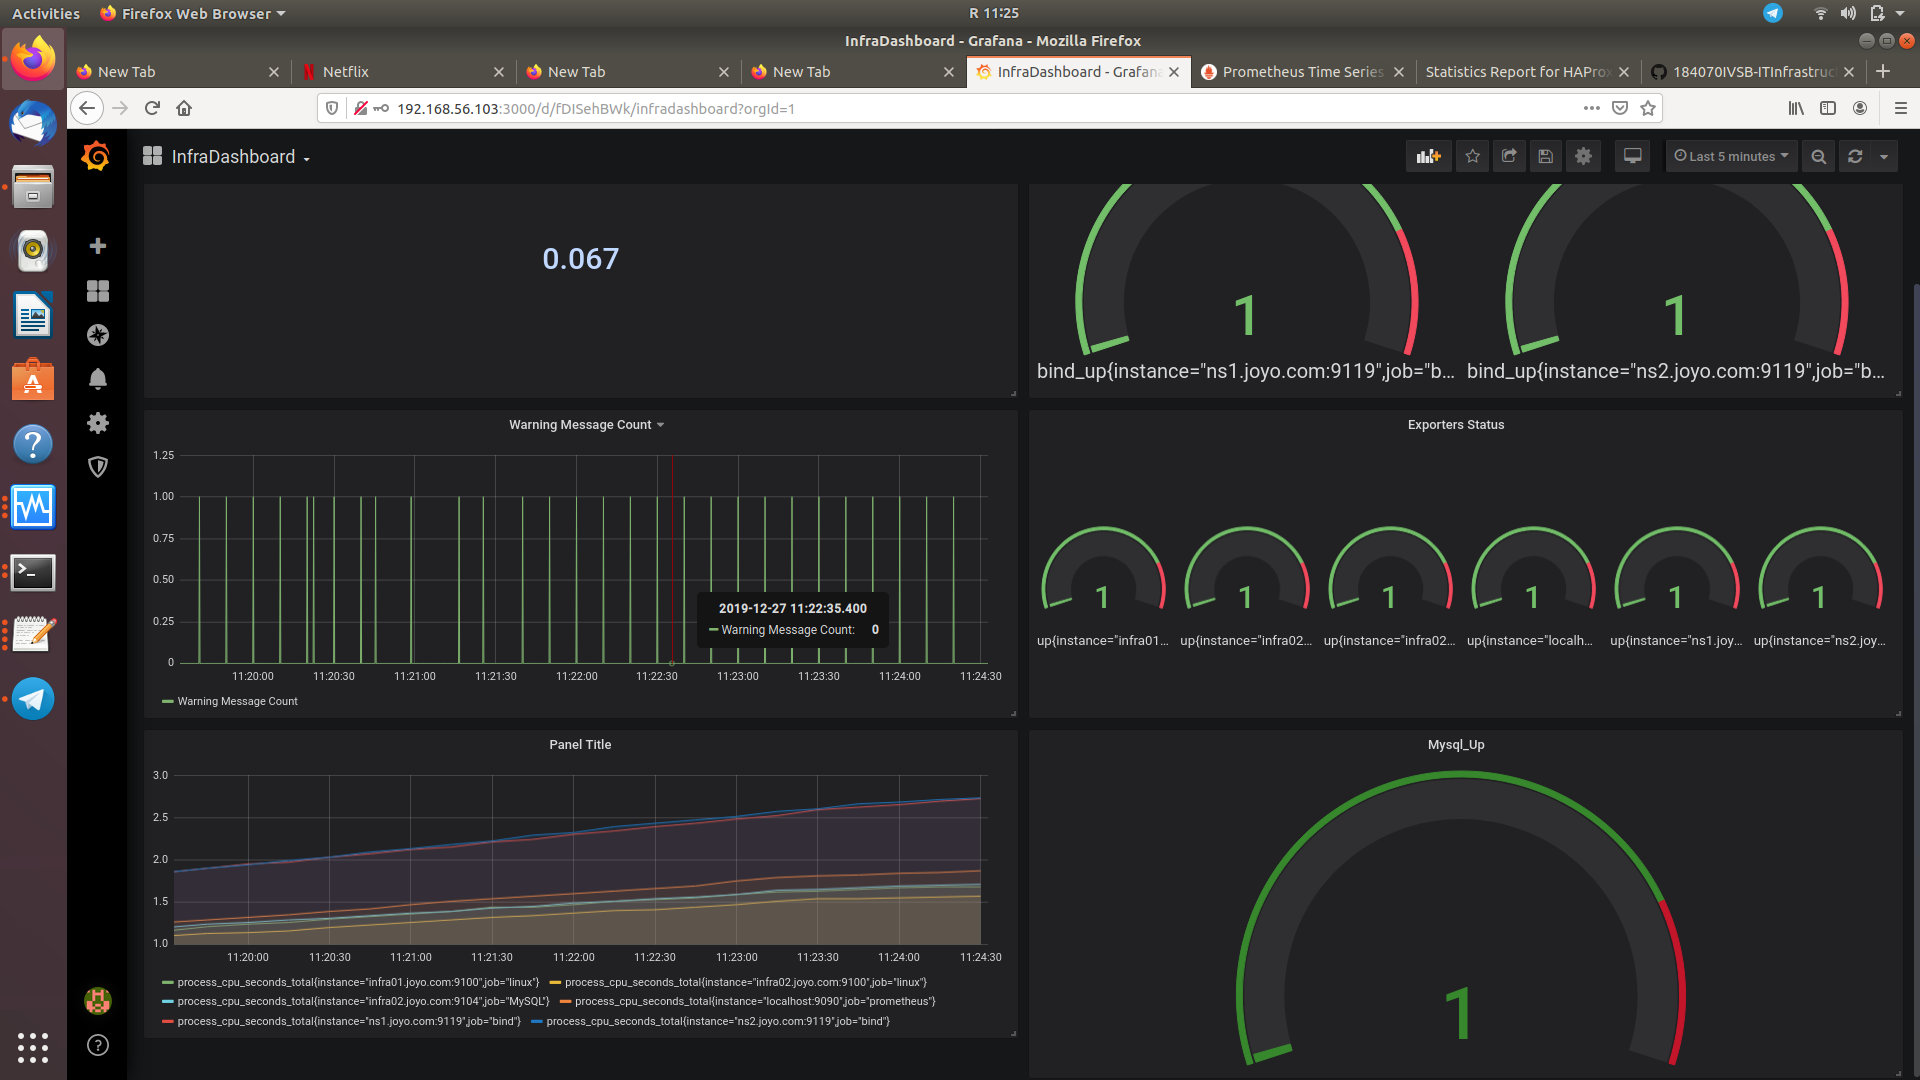 Activities
Firefox Web Browser
R 11:25
InfraDashboard - Grafana - Mozilla Firefox
New Tab
Netflix
New Tab
New Tab
InfraDashboard - Grafana
Prometheus Time Series
Statistics Report for HAProx
184070IVSB-ITInfrastruc
192.168.56.103:3000/d/fDISehBWk/infradashboard?orgId=1
InfraDashboard
Last 5 minutes
0.067
1
1
bind_up{instance="ns1.joyo.com:9119",job="b...
bind_up{instance="ns2.joyo.com:9119",job="b...
Warning Message Count
1.25
1.00
0.75
0.50
0.25
0
2019-12-27 11:22:35.400
Warning Message Count: 0
11:20:00 11:20:30 11:21:00 11:21:30 11:22:00 11:22:30 11:23:00 11:23:30 11:24:00 11:24:30
Warning Message Count
Exporters Status
1 1 1 1 1 1
up{instance="infra01... up{instance="infra02... up{instance="infra02... up{instance="localh... up{instance="ns1.joy... up{instance="ns2.joy...
Panel Title
3.0
2.5
2.0
1.5
1.0
11:20:00 11:20:30 11:21:00 11:21:30 11:22:00 11:22:30 11:23:00 11:23:30 11:24:00 11:24:30
process_cpu_seconds_total{instance="infra01.joyo.com:9100",job="linux"} process_cpu_seconds_total{instance="infra02.joyo.com:9100",job="linux"}
process_cpu_seconds_total{instance="infra02.joyo.com:9104",job="MySQL"} process_cpu_seconds_total{instance="localhost:9090",job="prometheus"}
process_cpu_seconds_total{instance="ns1.joyo.com:9119",job="bind"} process_cpu_seconds_total{instance="ns2.joyo.com:9119",job="bind"}
Mysql_Up
1